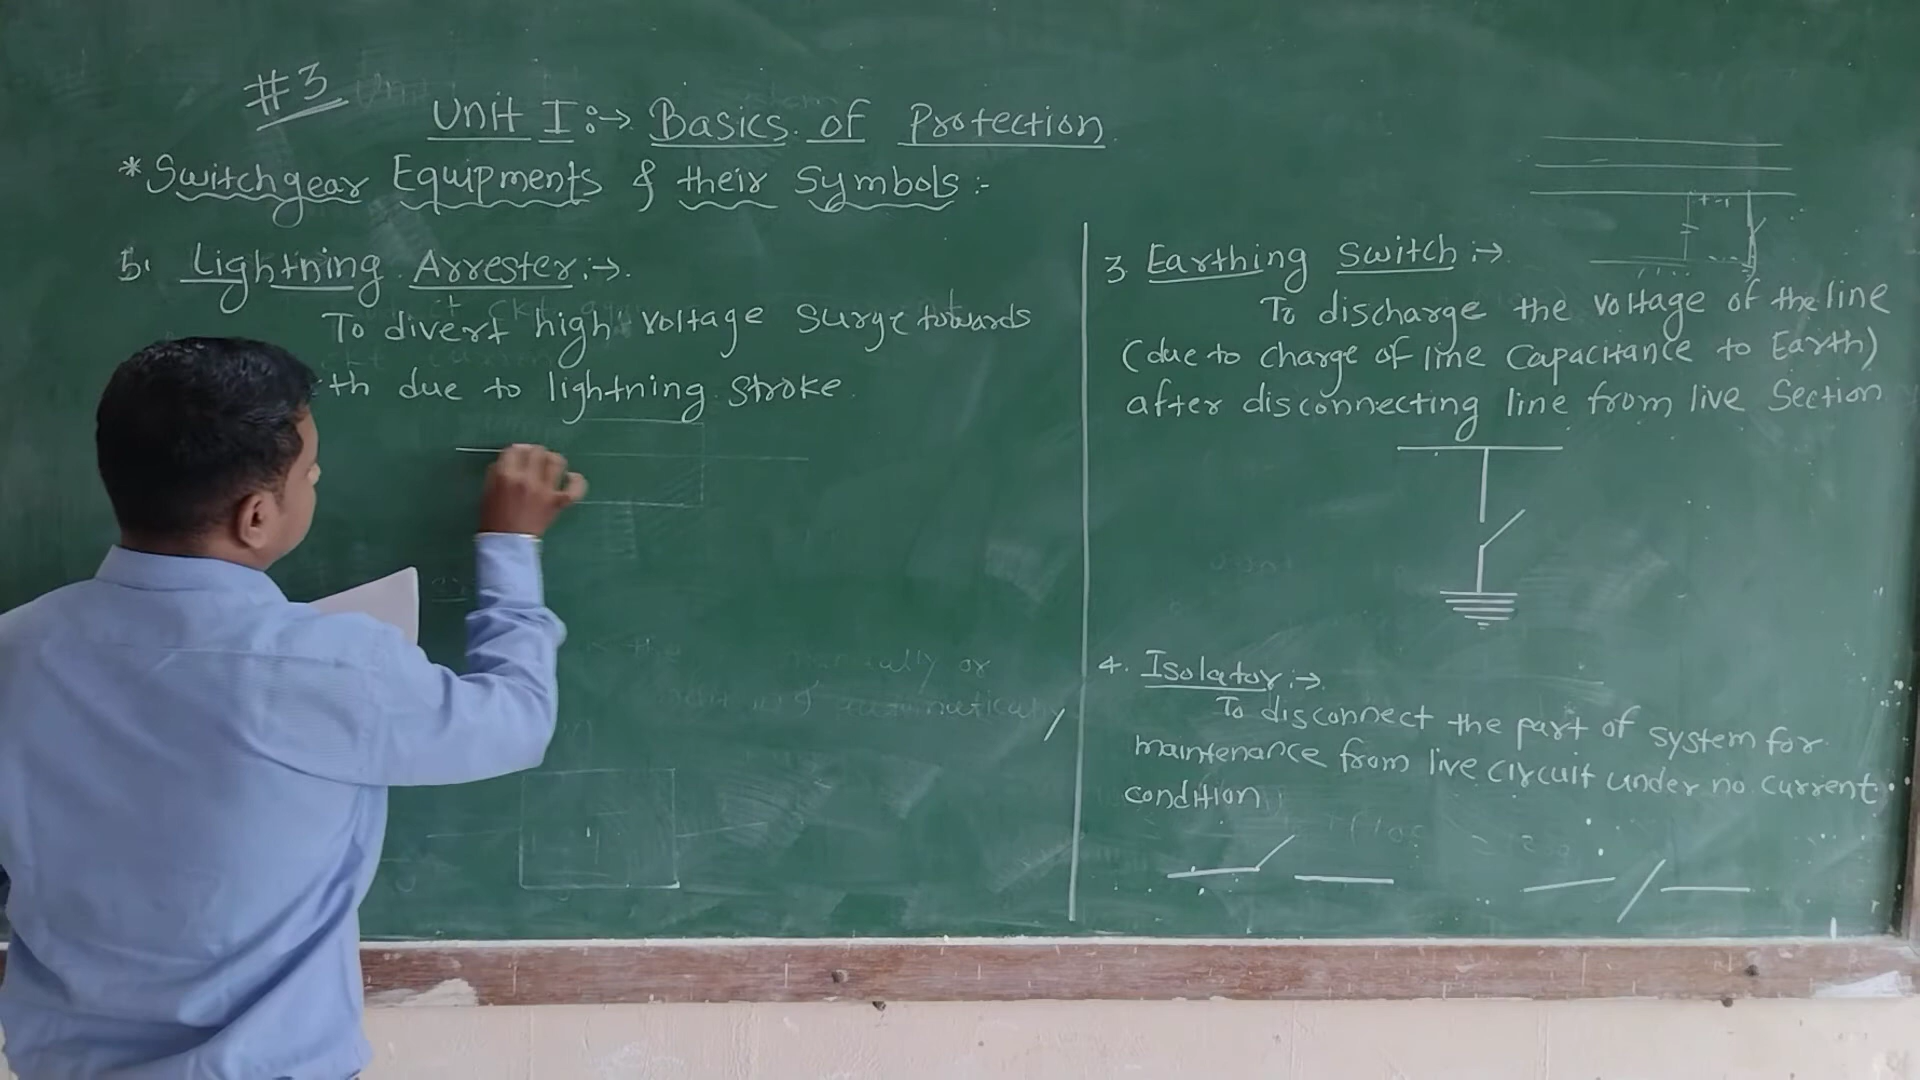 #3
Unit I:→ Basics of Protection
*Switchgear Equipments & their Symbols:-
5. Lightning Arrester:→
To divert high voltage surge towards
th due to lightning stroke.
3. Earthing Switch:→
To discharge the voltage of the line
(due to charge of line capacitance to Earth)
after disconnecting line from live Section
4. Isolator:→
To disconnect the part of system for
maintenance from live circuit under no current
condition